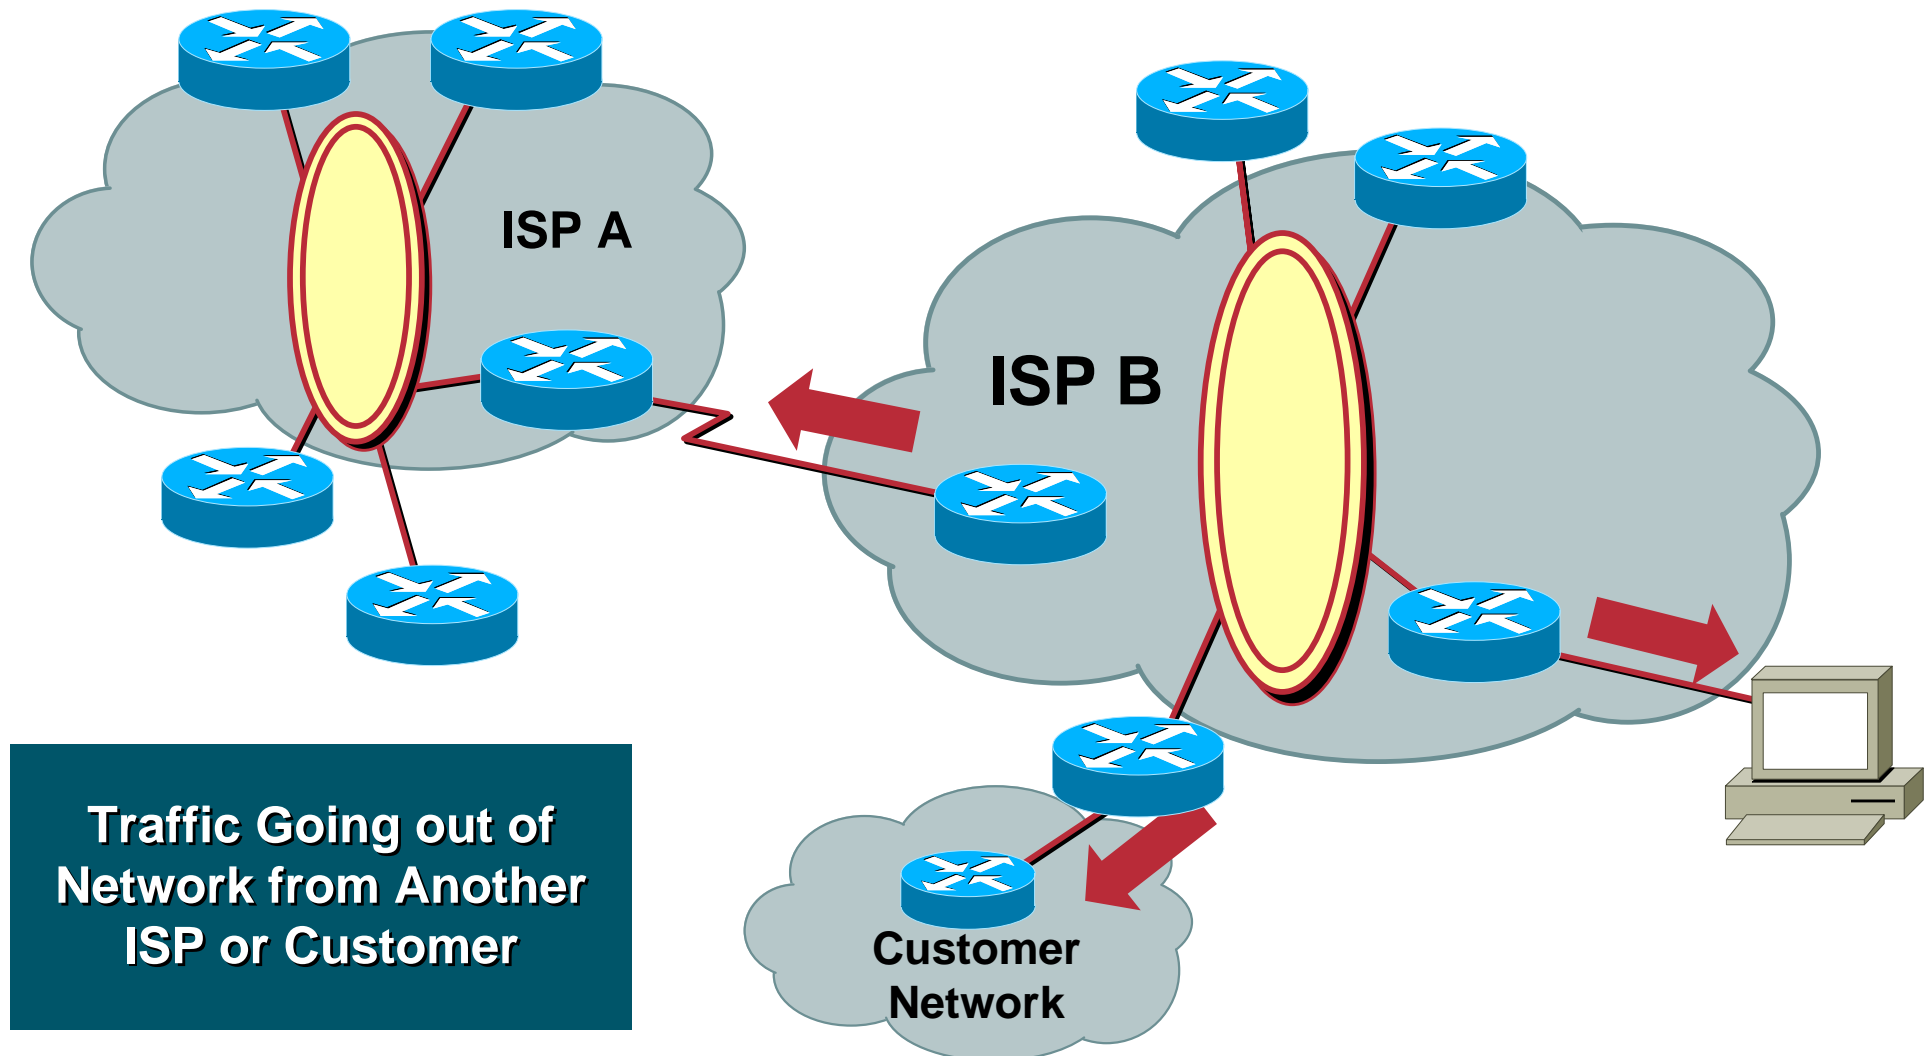 ISP A
ISP B
Traffic Going out of
Network from Another
ISP or Customer
Customer
Network